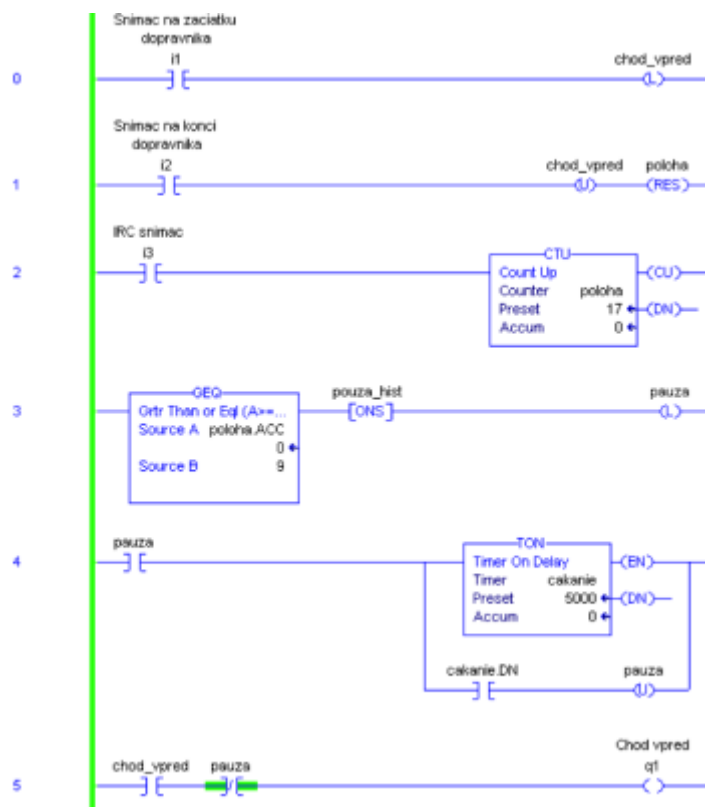 Snimac na zaciatku
dopravnika
i1
chod_vpred
0
(L)
Snimac na konci
dopravnika
i2
chod_vpred
poloha
1
(U)
(RES)
IRC snimac
i3
2
CTU
Count Up
(CU)
Counter poloha
Preset 17
(DN)
Accum 0
GEQ
pouza_hist
pauza
3
Grtr Than or Eql (A>=...
[ONS]
(L)
Source A poloha.ACC
0
Source B 9
pauza
4
TON
Timer On Delay
(EN)
Timer cakanie
Preset 5000
(DN)
Accum 0
cakanie.DN
pauza
(U)
Chod vpred
chod_vpred
pauza
q1
5